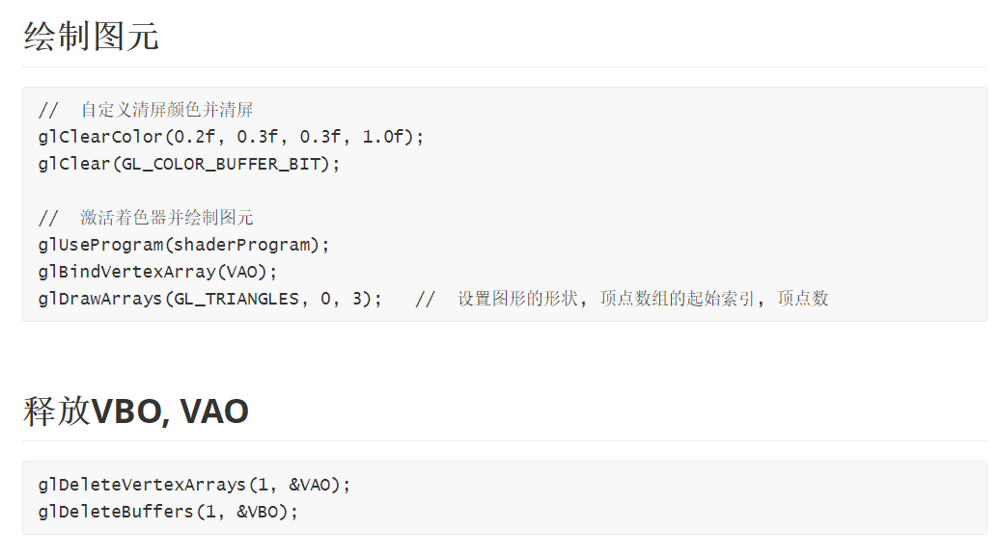 绘制图元
//  自定义清屏颜色并清屏
glClearColor(0.2f, 0.3f, 0.3f, 1.0f);
glClear(GL_COLOR_BUFFER_BIT);
//  激活着色器并绘制图元
glUseProgram(shaderProgram);
glBindVertexArray(VAO);
glDrawArrays(GL_TRIANGLES, 0, 3);   //  设置图形的形状, 顶点数组的起始索引, 顶点数
释放VBO, VAO
glDeleteVertexArrays(1, &VAO);
glDeleteBuffers(1, &VBO);